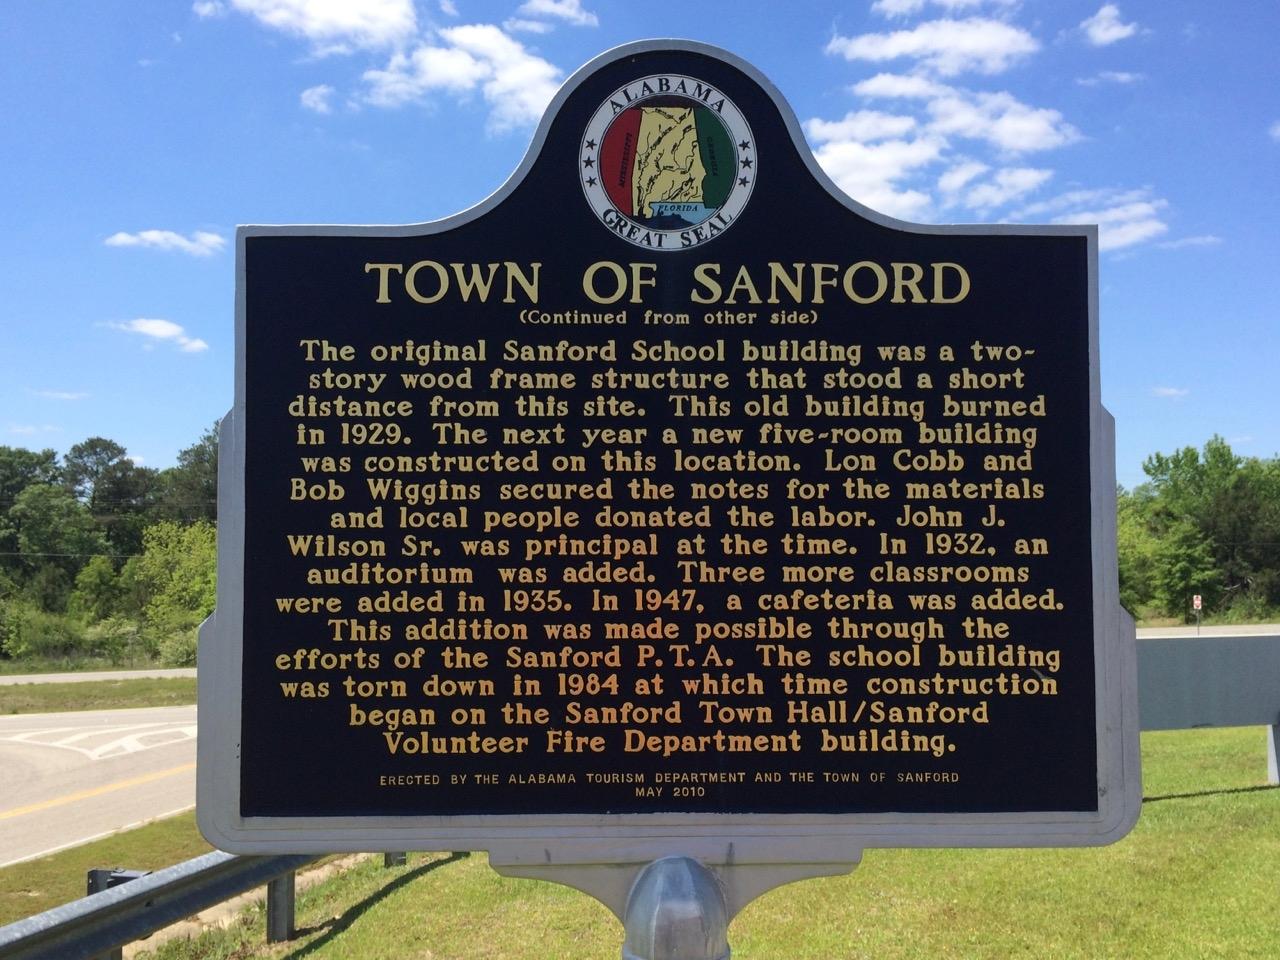 ALABAMA
MISSISSIPPI
GEORGIA
FLORIDA
GREAT SEAL
TOWN OF SANFORD
(Continued from other side)
The original Sanford School building was a two-
story wood frame structure that stood a short
distance from this site. This old building burned
in 1929. The next year a new five-room building
was constructed on this location. Lon Cobb and
Bob Wiggins secured the notes for the materials
and local people donated the labor. John J.
Wilson Sr. was principal at the time. In 1932, an
auditorium was added. Three more classrooms
were added in 1935. In 1947, a cafeteria was added.
This addition was made possible through the
efforts of the Sanford P.T.A. The school building
was torn down in 1984 at which time construction
began on the Sanford Town Hall/Sanford
Volunteer Fire Department building.
ERECTED BY THE ALABAMA TOURISM DEPARTMENT AND THE TOWN OF SANFORD
MAY 2010